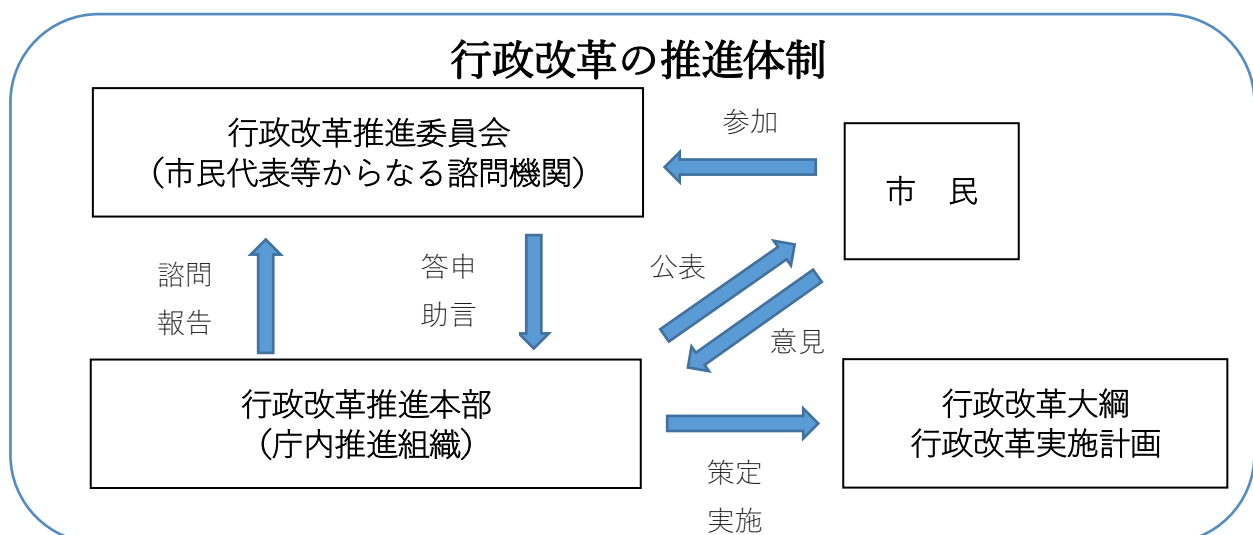 行政改革の推進体制
行政改革推進委員会
（市民代表等からなる諮問機関）
参加
市　民
諮問
報告
答申
助言
公表
意見
行政改革推進本部
（庁内推進組織）
行政改革大綱
行政改革実施計画
策定
実施